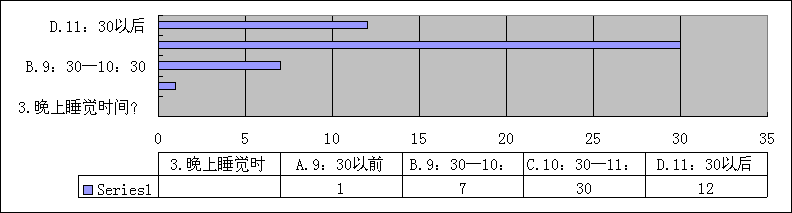 D.11：30以后
B.9：30—10：30
3.晚上睡觉时间？
0 5 10 15 20 25 30 35
3.晚上睡觉时 A.9：30以前 B.9：30—10： C.10：30—11： D.11：30以后
Series1 1 7 30 12